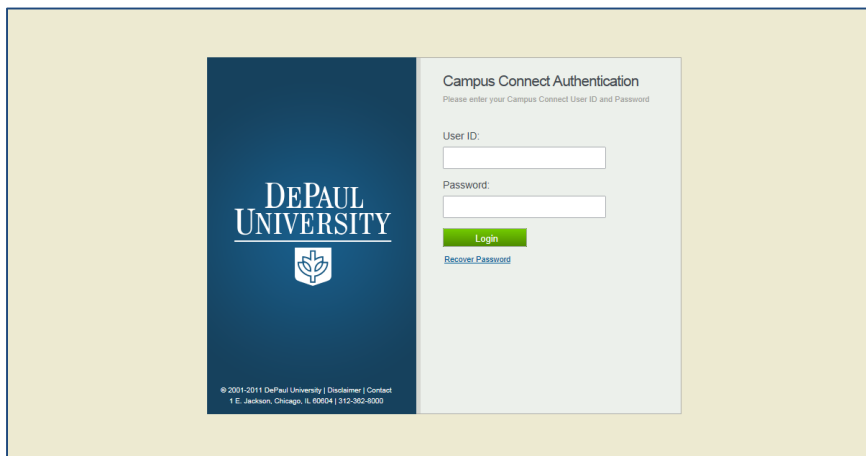 DEPAUL
UNIVERSITY
© 2001-2011 DePaul University | Disclaimer | Contact
1 E. Jackson, Chicago, IL 60604 | 312-362-8000
Campus Connect Authentication
Please enter your Campus Connect User ID and Password
User ID:
Password:
Login
Recover Password